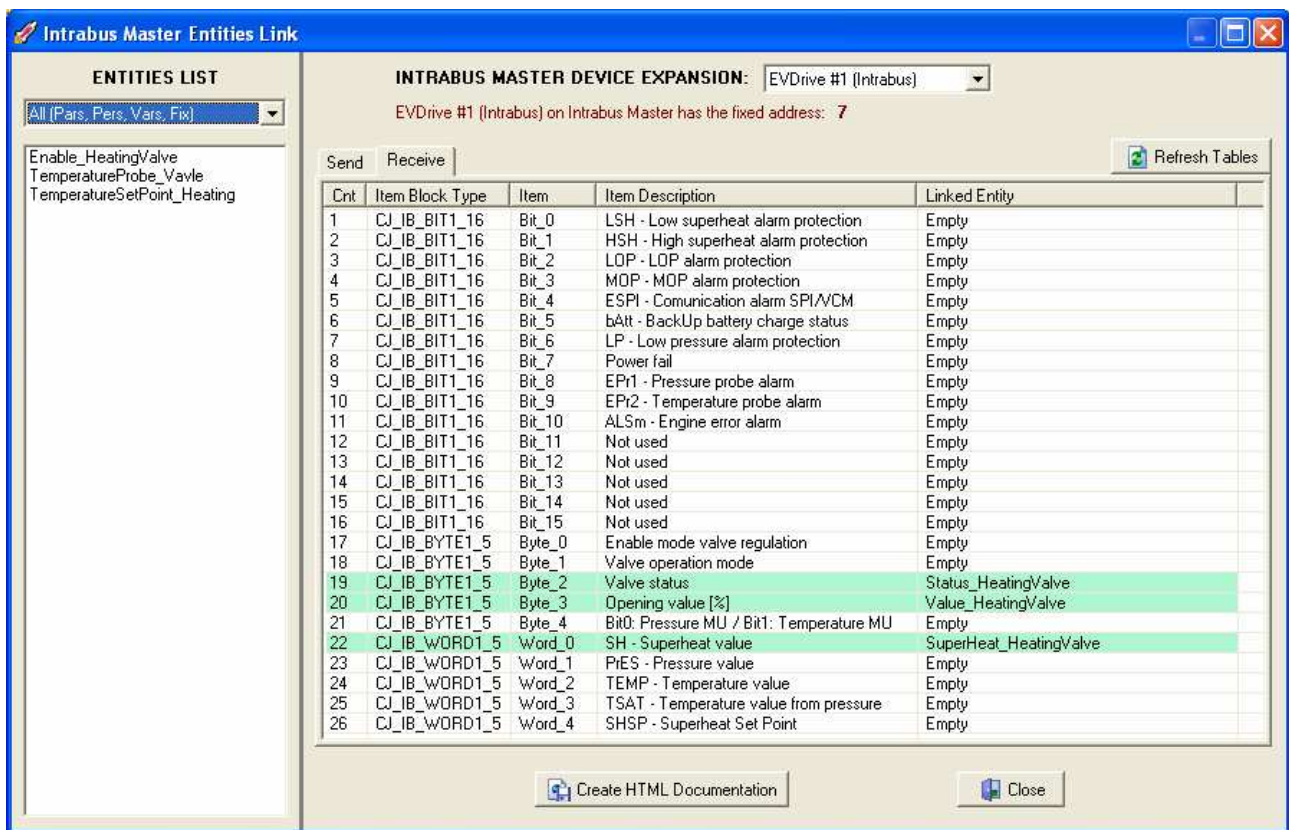 Intrabus Master Entities Link
ENTITIES LIST
All (Pars, Pers, Vars, Fix)
Enable_HeatingValve
TemperatureProbe_Vavle
TemperatureSetPoint_Heating
INTRABUS MASTER DEVICE EXPANSION: EVDrive #1 (Intrabus)
EVDrive #1 (Intrabus) on Intrabus Master has the fixed address: 7
Send Receive Refresh Tables
Cnt Item Block Type Item Item Description Linked Entity
1 CJ_IB_BIT1_16 Bit_0 LSH - Low superheat alarm protection Empty
2 CJ_IB_BIT1_16 Bit_1 HSH - High superheat alarm protection Empty
3 CJ_IB_BIT1_16 Bit_2 LOP - LOP alarm protection Empty
4 CJ_IB_BIT1_16 Bit_3 MOP - MOP alarm protection Empty
5 CJ_IB_BIT1_16 Bit_4 ESPI - Comunication alarm SPI/VCM Empty
6 CJ_IB_BIT1_16 Bit_5 bAtt - BackUp battery charge status Empty
7 CJ_IB_BIT1_16 Bit_6 LP - Low pressure alarm protection Empty
8 CJ_IB_BIT1_16 Bit_7 Power fail Empty
9 CJ_IB_BIT1_16 Bit_8 EPr1 - Pressure probe alarm Empty
10 CJ_IB_BIT1_16 Bit_9 EPr2 - Temperature probe alarm Empty
11 CJ_IB_BIT1_16 Bit_10 ALSm - Engine error alarm Empty
12 CJ_IB_BIT1_16 Bit_11 Not used Empty
13 CJ_IB_BIT1_16 Bit_12 Not used Empty
14 CJ_IB_BIT1_16 Bit_13 Not used Empty
15 CJ_IB_BIT1_16 Bit_14 Not used Empty
16 CJ_IB_BIT1_16 Bit_15 Not used Empty
17 CJ_IB_BYTE1_5 Byte_0 Enable mode valve regulation Empty
18 CJ_IB_BYTE1_5 Byte_1 Valve operation mode Empty
19 CJ_IB_BYTE1_5 Byte_2 Valve status Status_HeatingValve
20 CJ_IB_BYTE1_5 Byte_3 Opening value [%] Value_HeatingValve
21 CJ_IB_BYTE1_5 Byte_4 Bit0: Pressure MU / Bit1: Temperature MU Empty
22 CJ_IB_WORD1_5 Word_0 SH - Superheat value SuperHeat_HeatingValve
23 CJ_IB_WORD1_5 Word_1 PrES - Pressure value Empty
24 CJ_IB_WORD1_5 Word_2 TEMP - Temperature value Empty
25 CJ_IB_WORD1_5 Word_3 TSAT - Temperature value from pressure Empty
26 CJ_IB_WORD1_5 Word_4 SHSP - Superheat Set Point Empty
Create HTML Documentation Close